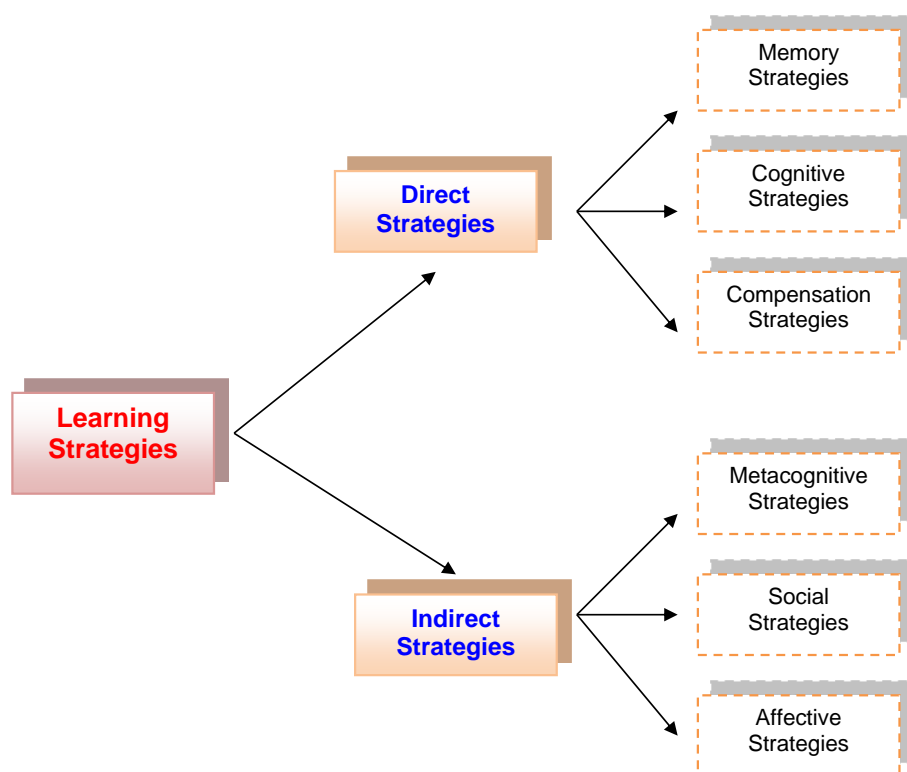 Memory
Strategies
Cognitive
Strategies
Direct
Strategies
Compensation
Strategies
Learning
Strategies
Metacognitive
Strategies
Social
Strategies
Indirect
Strategies
Affective
Strategies